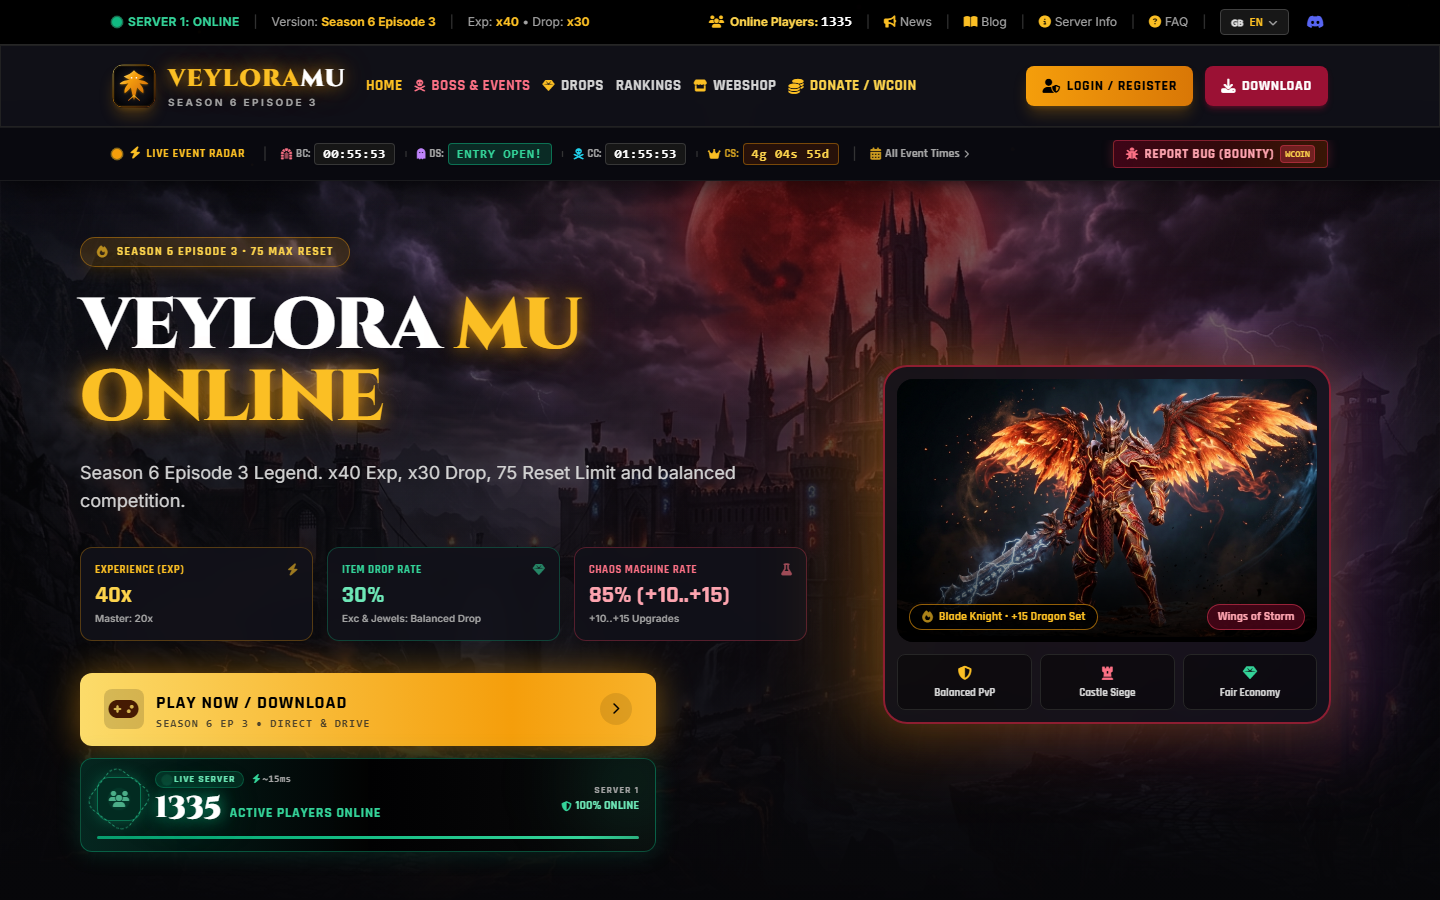 SERVER 1: ONLINE
Version: Season 6 Episode 3
Exp: x40 • Drop: x30
Online Players: 1335
News
Blog
Server Info
FAQ
GB EN
VEYLORAMU
SEASON 6 EPISODE 3
HOME
BOSS & EVENTS
DROPS
RANKINGS
WEBSHOP
DONATE / WCOIN
LOGIN / REGISTER
DOWNLOAD
LIVE EVENT RADAR
BC: 00:55:53
DS: ENTRY OPEN!
CC: 01:55:53
CS: 4g 04s 55d
All Event Times
REPORT BUG (BOUNTY) WCOIN
SEASON 6 EPISODE 3 • 75 MAX RESET
VEYLORA MU
ONLINE
Season 6 Episode 3 Legend. x40 Exp, x30 Drop, 75 Reset Limit and balanced
competition.
EXPERIENCE (EXP)
40x
Master: 20x
ITEM DROP RATE
30%
Exc & Jewels: Balanced Drop
CHAOS MACHINE RATE
85% (+10..+15)
+10..+15 Upgrades
Blade Knight • +15 Dragon Set
Wings of Storm
Balanced PvP
Castle Siege
Fair Economy
PLAY NOW / DOWNLOAD
SEASON 6 EP 3 • DIRECT & DRIVE
LIVE SERVER
~15ms
1335 ACTIVE PLAYERS ONLINE
SERVER 1
100% ONLINE